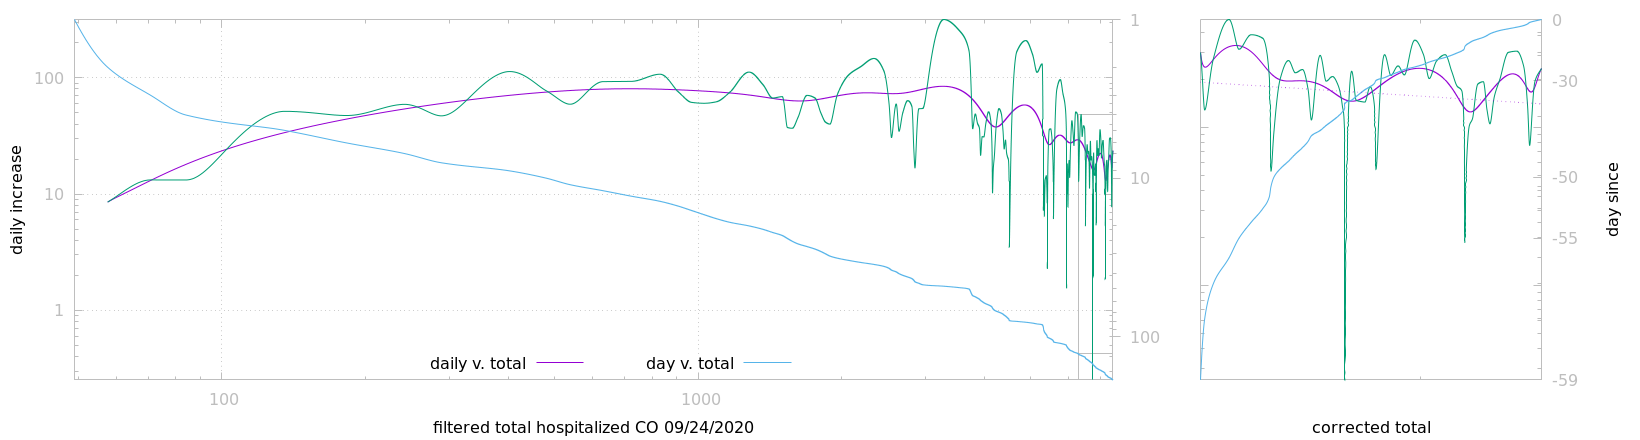 100
10
1
daily increase
100
1000
filtered total hospitalized CO 09/24/2020
daily v. total
day v. total
1
10
100
0
-30
-50
-55
-59
day since
corrected total